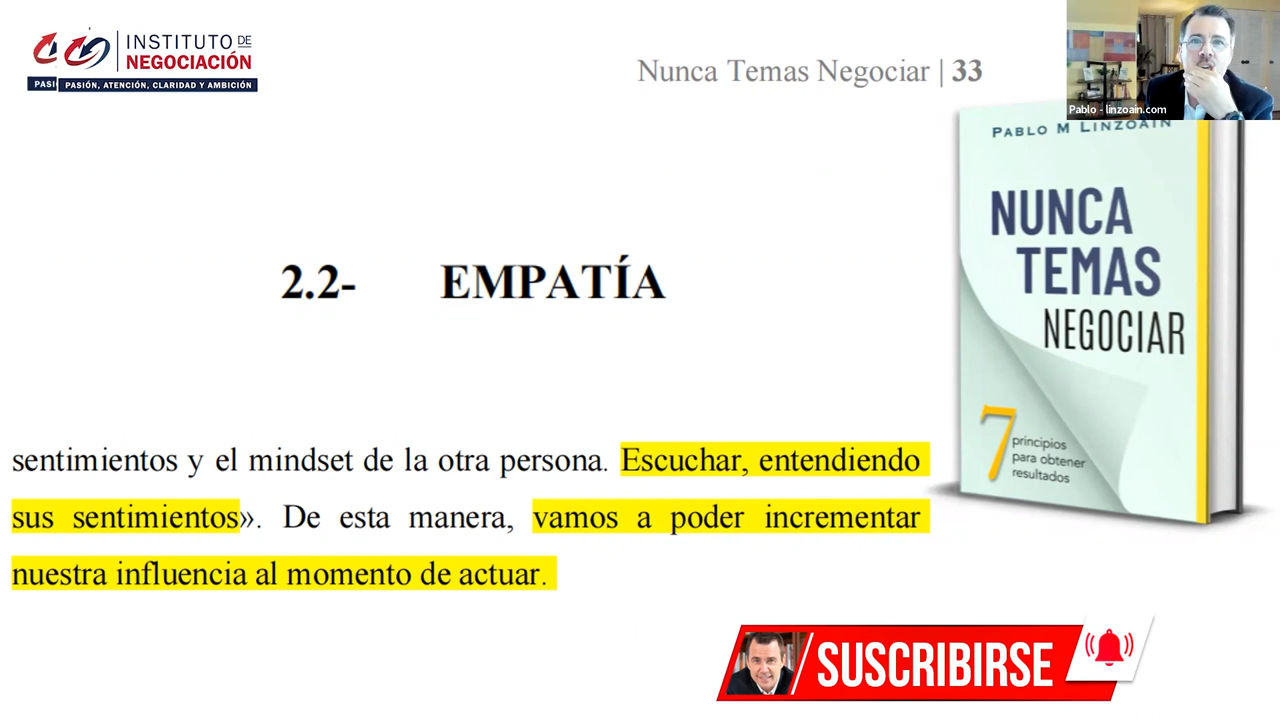 INSTITUTO DE
NEGOCIACIÓN
PASI PASIÓN, ATENCIÓN, CLARIDAD Y AMBICIÓN
Nunca Temas Negociar | 33
Pablo - linzoain.com
PABLO M LINZOAIN
NUNCA
TEMAS
NEGOCIAR
7 principios
para obtener
resultados
2.2- EMPATÍA
sentimientos y el mindset de la otra persona. Escuchar, entendiendo
sus sentimientos». De esta manera, vamos a poder incrementar
nuestra influencia al momento de actuar.
SUSCRIBIRSE